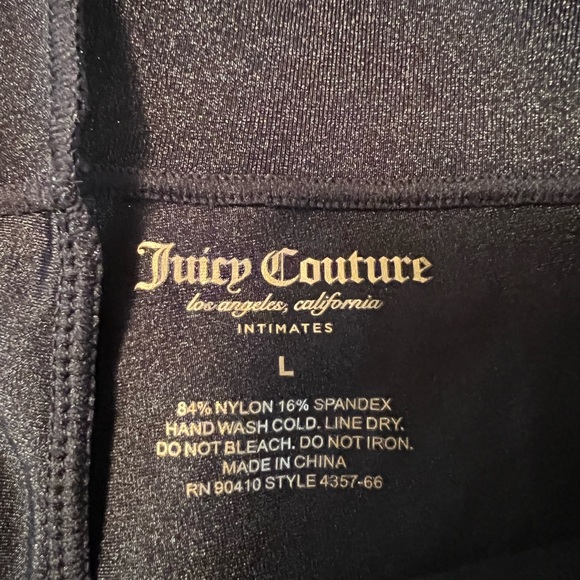 Juicy Couture
los angeles, california
INTIMATES
L
84% NYLON 16% SPANDEX
HAND WASH COLD. LINE DRY.
DO NOT BLEACH. DO NOT IRON.
MADE IN CHINA
RN 90410 STYLE 4357-66